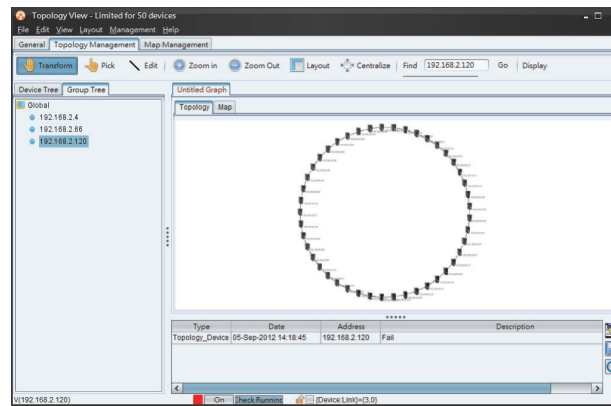 Topology View - Limited for 50 devices
File Edit View Layout Management Help
General Topology Management Map Management
Transform Pick Edit Zoom in Zoom Out Layout Centralize Find 192.168.2.120 Go Display
Device Tree Group Tree
Untitled Graph
Topology Map
Global
192.168.2.4
192.168.2.66
192.168.2.120
Type Date Address Description
Topology_Device 05-Sep-2012 14:18:45 192.168.2.120 Fail
V(192.168.2.120) On Check Running [Device:Link]=[3,0]